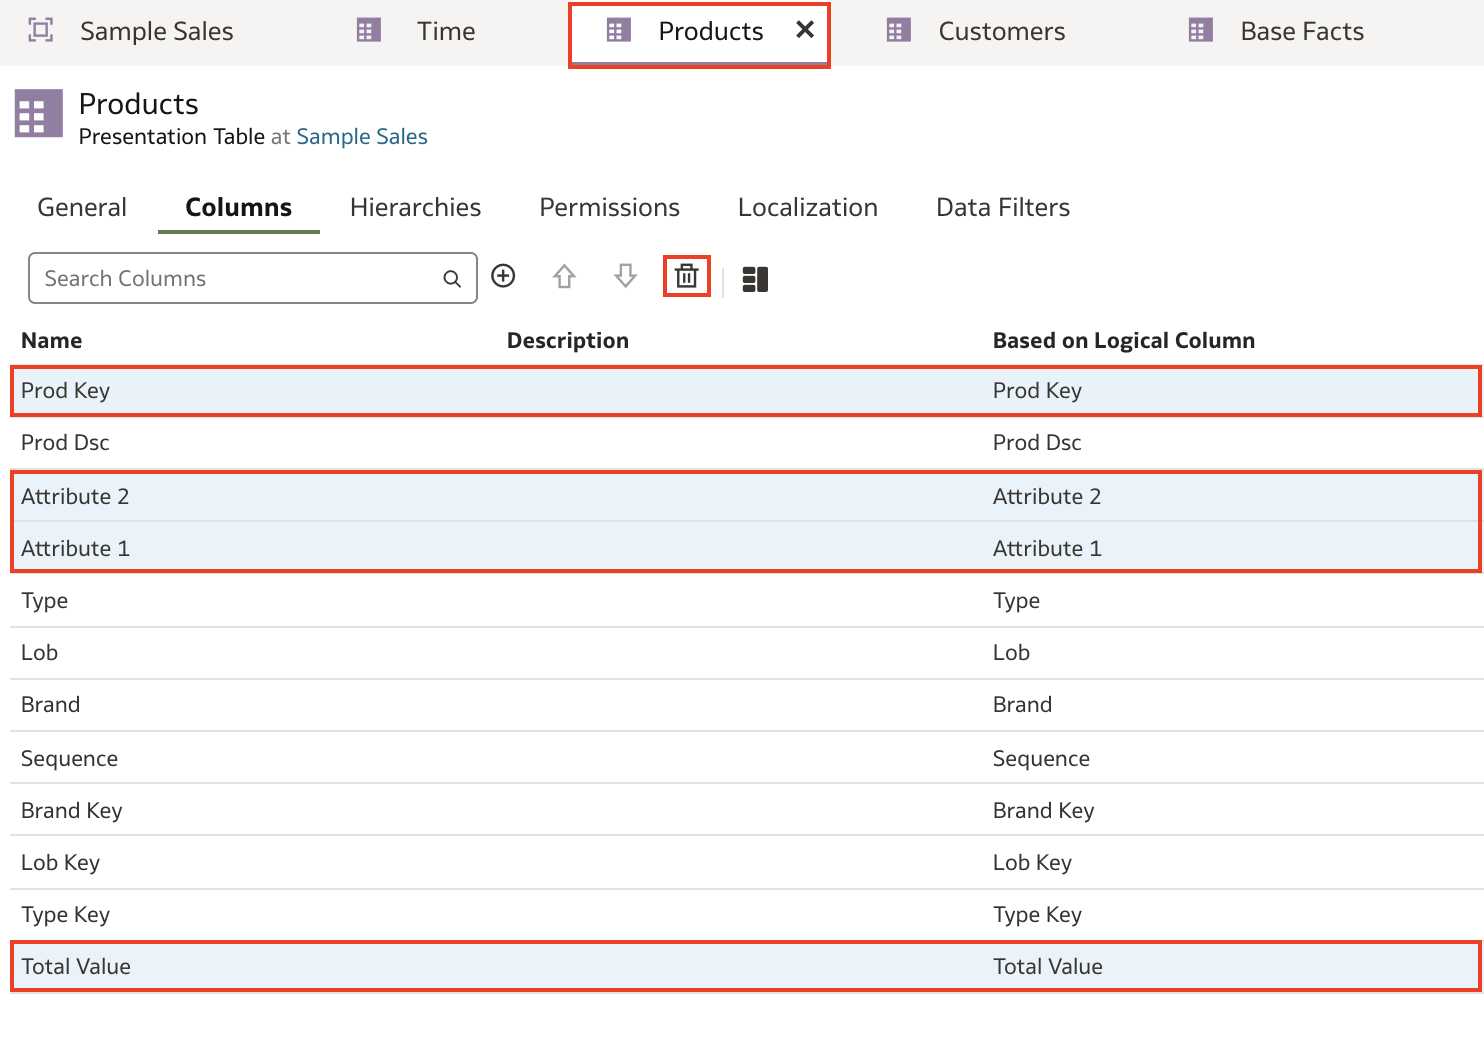 Sample Sales Time Products Customers Base Facts
Products
Presentation Table at Sample Sales
General Columns Hierarchies Permissions Localization Data Filters
Search Columns
Name Description Based on Logical Column
Prod Key Prod Key
Prod Dsc Prod Dsc
Attribute 2 Attribute 2
Attribute 1 Attribute 1
Type Type
Lob Lob
Brand Brand
Sequence Sequence
Brand Key Brand Key
Lob Key Lob Key
Type Key Type Key
Total Value Total Value